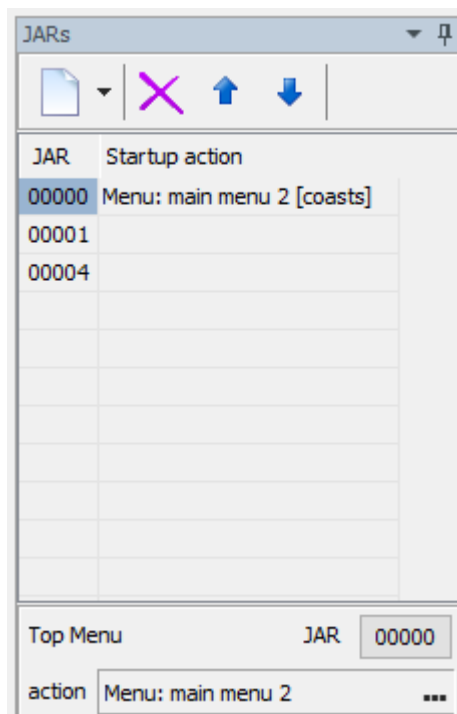 JARs
JAR Startup action
00000 Menu: main menu 2 [coasts]
00001
00004
Top Menu JAR 00000
action Menu: main menu 2 ...